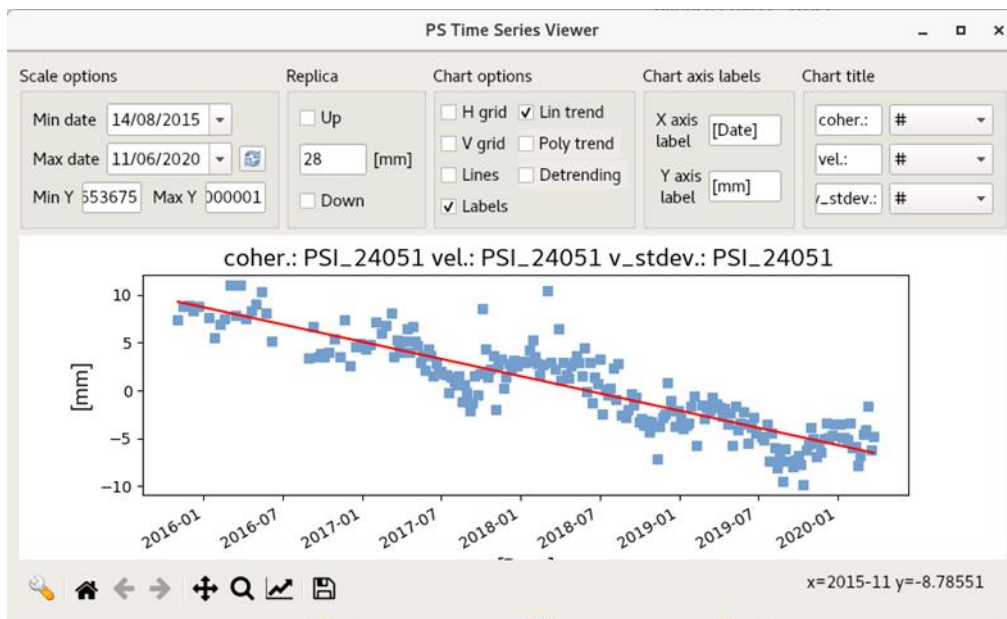 PS Time Series Viewer
Scale options
Min date 14/08/2015
Max date 11/06/2020
Min Y 553675 Max Y 000001
Replica
Up
28 [mm]
Down
Chart options
H grid Lin trend
V grid Poly trend
Lines Detrending
Labels
Chart axis labels
X axis
label [Date]
Y axis
label [mm]
Chart title
coher.: #
vel.: #
_stdev.: #
coher.: PSI_24051 vel.: PSI_24051 v_stdev.: PSI_24051
[mm]
10
5
0
−5
−10
2016-01 2016-07 2017-01 2017-07 2018-01 2018-07 2019-01 2019-07 2020-01
x=2015-11 y=-8.78551